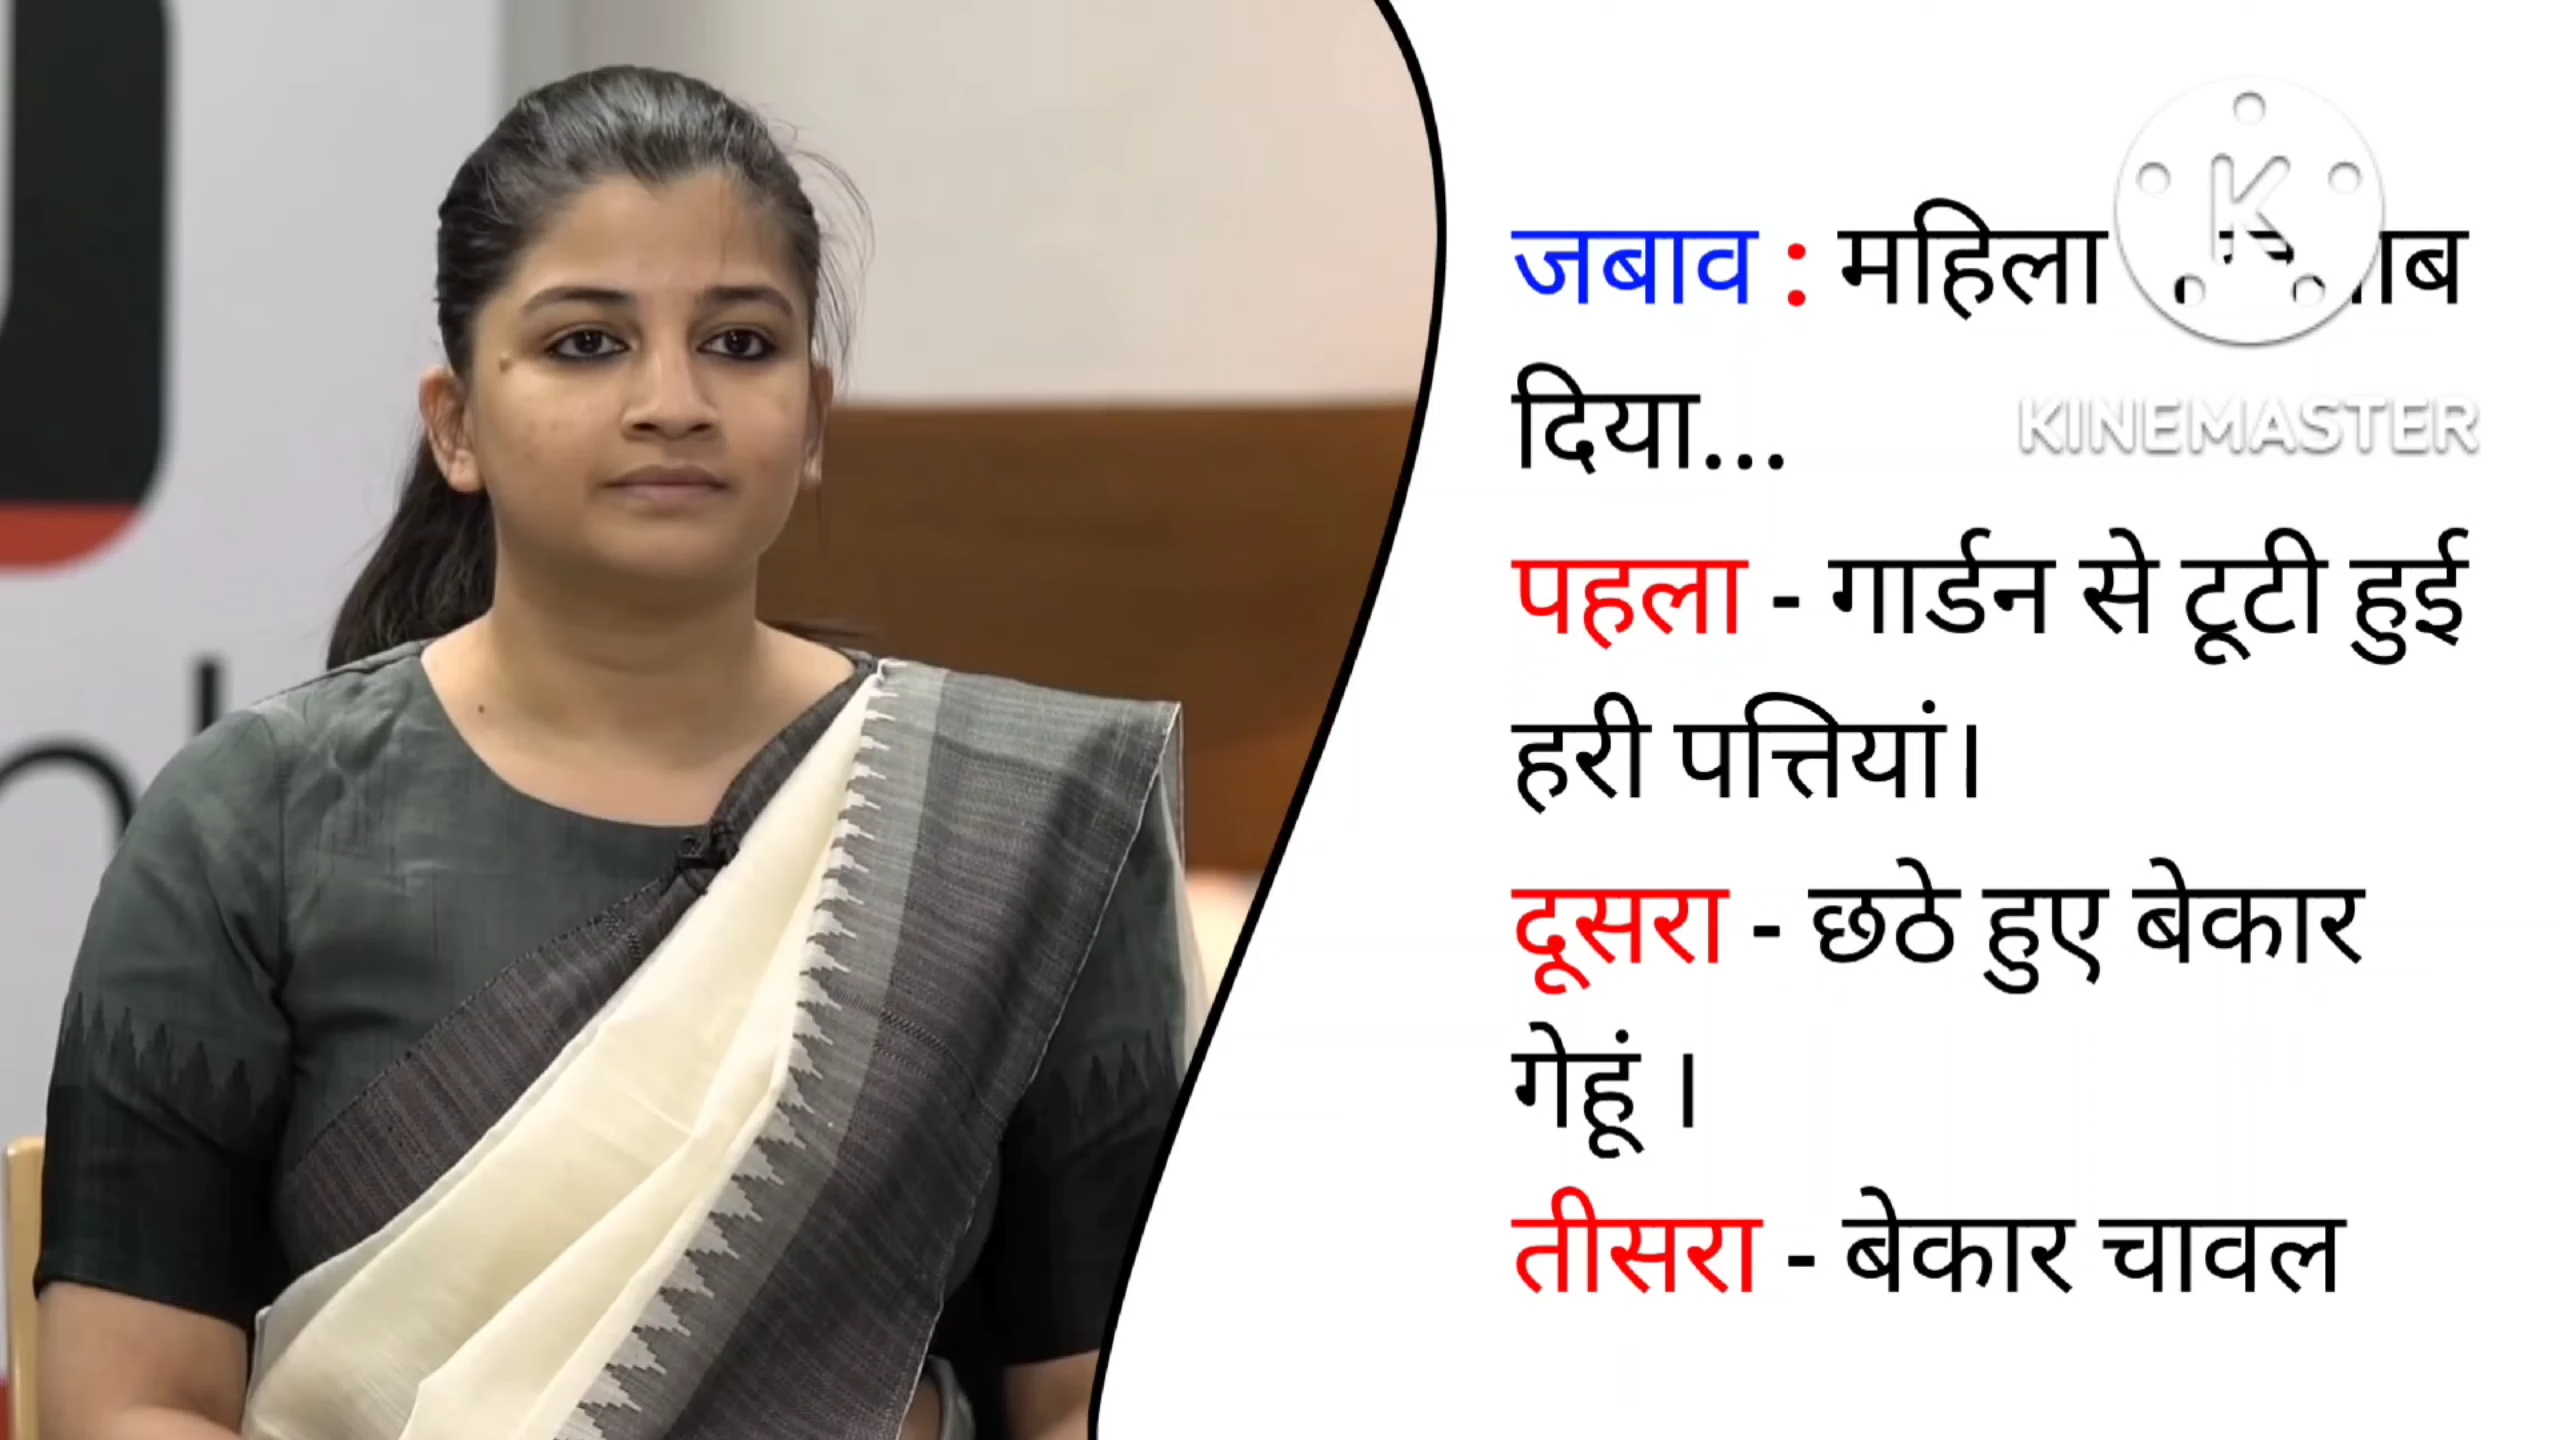 जबाव : महिला
दिया...
KINEMASTER
पहला - गार्डन से टूटी हुई
हरी पत्तियां।
दूसरा - छठे हुए बेकार
गेहूं ।
तीसरा - बेकार चावल